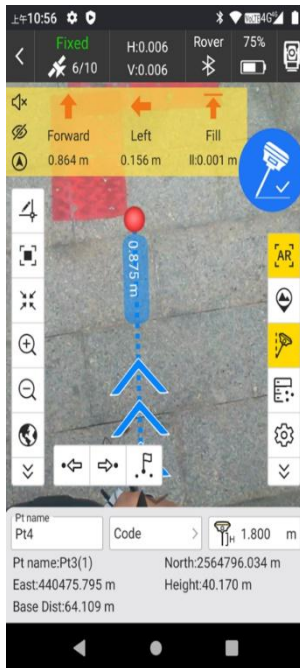 上午10:56 VoLTE 4G
Fixed H:0.006 Rover 75%
6/10 V:0.006
Forward Left Fill
0.864 m 0.156 m ll:0.001 m
0.875 m
[AR]
Pt name
Pt4 Code > H 1.800 m
Pt name:Pt3(1) North:2564796.034 m
East:440475.795 m Height:40.170 m
Base Dist:64.109 m